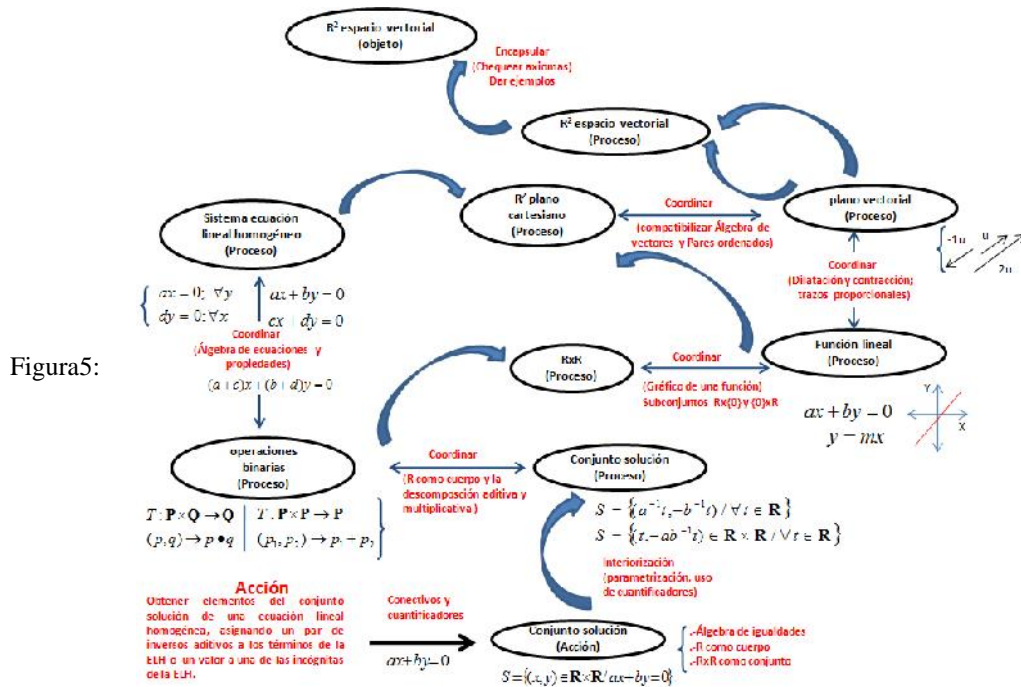 R² espacio vectorial
(objeto)
Encapsular
(Chequear axiomas)
Dar ejemplos
R² espacio vectorial
(Proceso)
Sistema ecuación
lineal homogéneo
(Proceso)
R² plano
cartesiano
(Proceso)
Coordinar
(compatibilizar Álgebra de
vectores y Pares ordenados)
plano vectorial
(Proceso)
-1u
u
2u
ax = 0; ∀y
dy = 0; ∀x
ax + by = 0
cx + dy = 0
Coordinar
(Álgebra de ecuaciones y
propiedades)
(a + c)x + (b + d)y = 0
Coordinar
(Dilatación y contracción;
trazos proporcionales)
Figura5:
RxR
(Proceso)
Coordinar
(Gráfico de una función)
Subconjuntos Rx{0} y {0}xR
Función lineal
(Proceso)
ax + by = 0
y = mx
Y
X
operaciones
binarias
(Proceso)
Coordinar
(R como cuerpo y la
descomposción aditiva y
multiplicativa)
Conjunto solución
(Proceso)
T : P × Q → Q | T : P × P → P
(p, q) → p • q | (p₁, p₂) → p₁ + p₂
S = {(a⁻¹t, -b⁻¹t) / ∀ t ∈ R}
S = {(t, -ab⁻¹t) ∈ R × R / ∀ t ∈ R}
Interiorización
(parametrización, uso
de cuantificadores)
Acción
Obtener elementos del conjunto
solución de una ecuación lineal
homogénea, asignando un par de
inversos aditivos a los términos de la
ELH o un valor a una de las incógnitas
de la ELH.
Conectivos y
cuantificadores
ax+by=0
Conjunto solución
(Acción)
S={(x,y) ∈ R×R/ax+by=0}
.-Álgebra de igualdades
.-R como cuerpo
.-RxR como conjunto